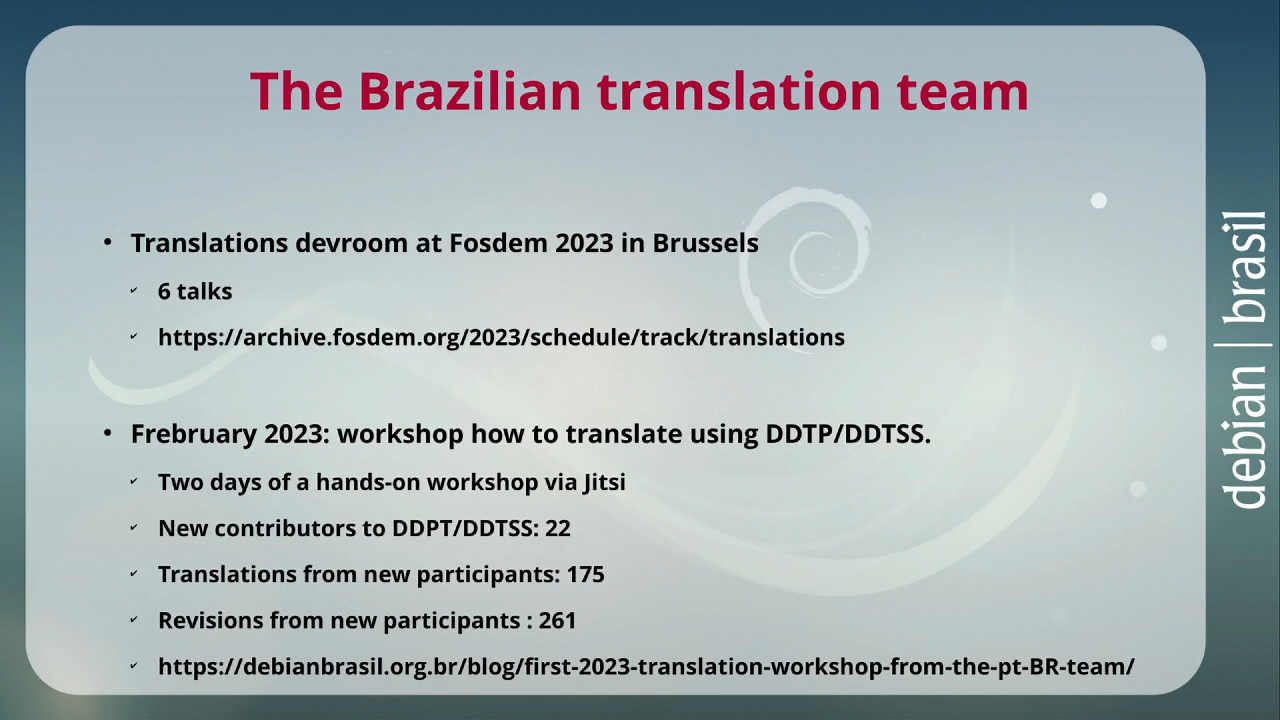 The Brazilian translation team
• Translations devroom at Fosdem 2023 in Brussels
✓ 6 talks
✓ https://archive.fosdem.org/2023/schedule/track/translations
• Frebruary 2023: workshop how to translate using DDTP/DDTSS.
✓ Two days of a hands-on workshop via Jitsi
✓ New contributors to DDPT/DDTSS: 22
✓ Translations from new participants: 175
✓ Revisions from new participants : 261
✓ https://debianbrasil.org.br/blog/first-2023-translation-workshop-from-the-pt-BR-team/
debian | brasil